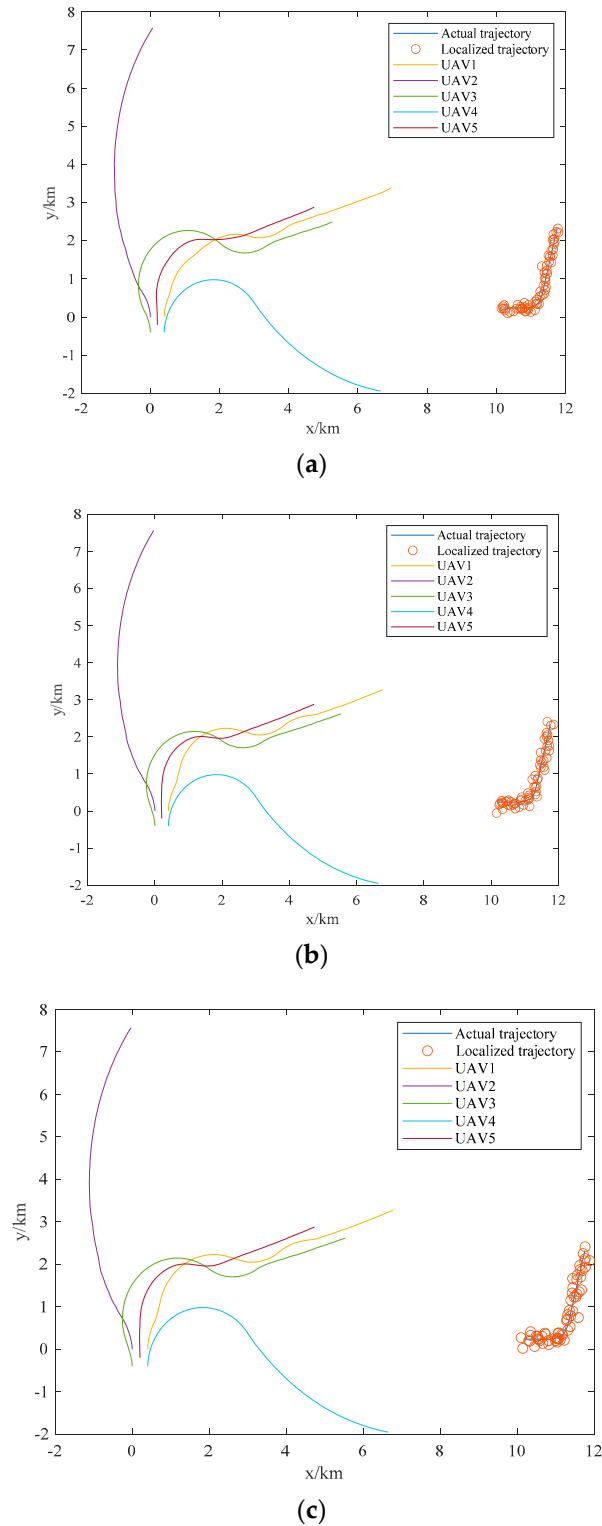 8
7
6
5
4
3
2
1
0
-1
-2
y/km
-2 0 2 4 6 8 10 12
x/km
Actual trajectory
Localized trajectory
UAV1
UAV2
UAV3
UAV4
UAV5
(a)
8
7
6
5
4
3
2
1
0
-1
-2
y/km
-2 0 2 4 6 8 10 12
x/km
Actual trajectory
Localized trajectory
UAV1
UAV2
UAV3
UAV4
UAV5
(b)
8
7
6
5
4
3
2
1
0
-1
-2
y/km
-2 0 2 4 6 8 10 12
x/km
Actual trajectory
Localized trajectory
UAV1
UAV2
UAV3
UAV4
UAV5
(c)